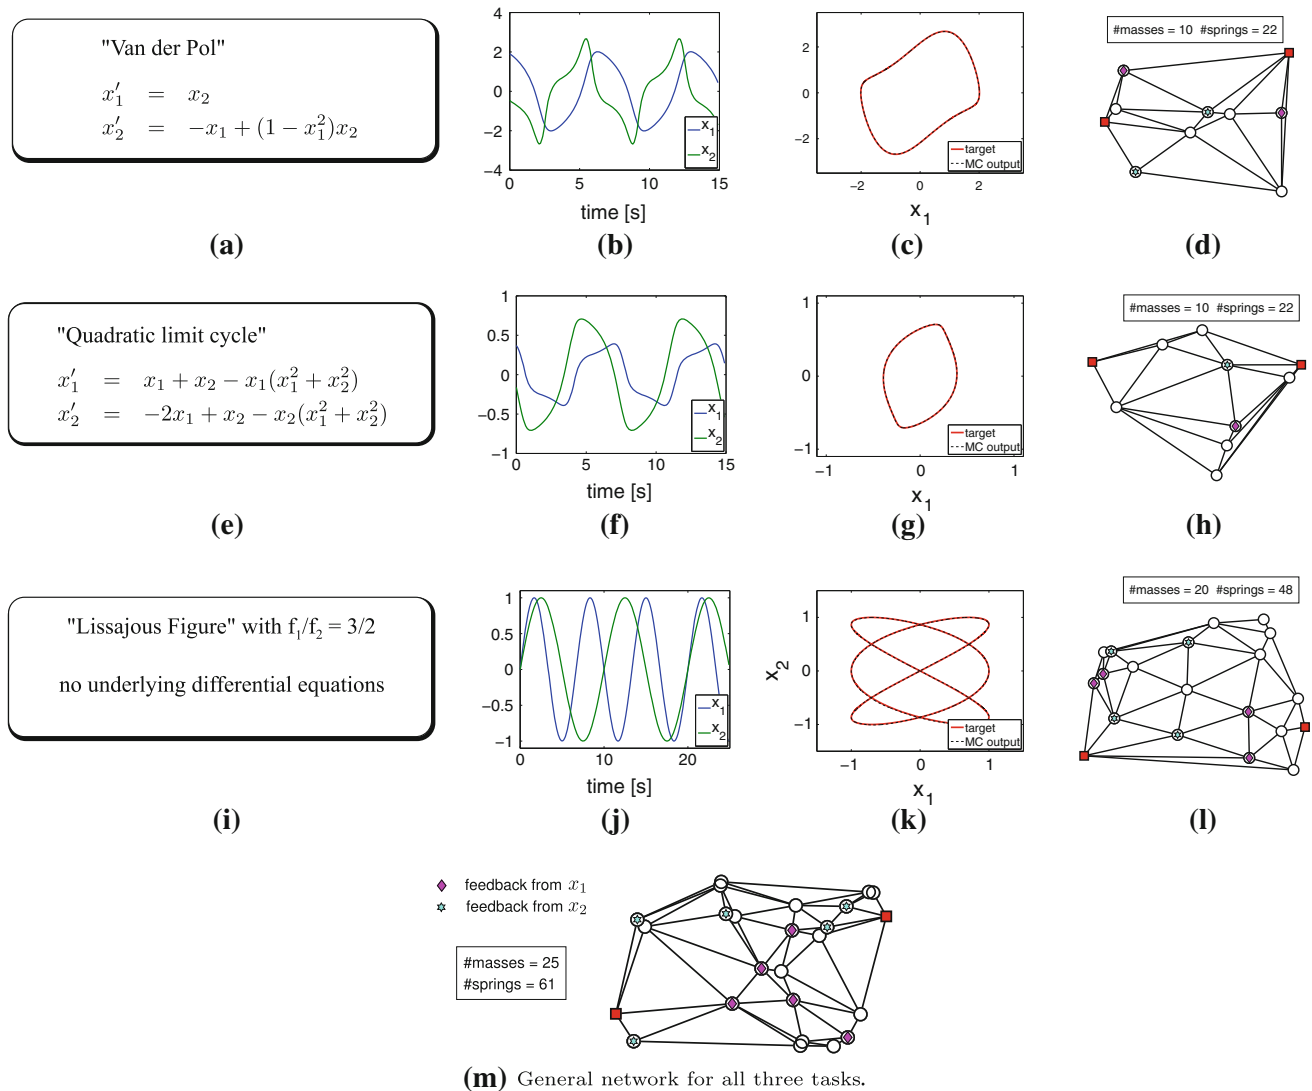 "Van der Pol"
x′₁ = x₂
x′₂ = −x₁ + (1 − x₁²)x₂
4
2
0
−2
−4
0 5 10 15
x₁
x₂
time [s]
2
0
−2
−2 0 2
target
MC output
x₁
#masses = 10 #springs = 22
(a) (b) (c) (d)
"Quadratic limit cycle"
x′₁ = x₁ + x₂ − x₁(x₁² + x₂²)
x′₂ = −2x₁ + x₂ − x₂(x₁² + x₂²)
1
0.5
0
−0.5
−1
0 5 10 15
x₁
x₂
time [s]
1
0
−1
−1 0 1
target
MC output
x₁
#masses = 10 #springs = 22
(e) (f) (g) (h)
"Lissajous Figure" with f₁/f₂ = 3/2
no underlying differential equations
1
0.5
0
−0.5
−1
0 10 20
x₁
x₂
time [s]
x₂
1
0
−1
−1 0 1
target
MC output
x₁
#masses = 20 #springs = 48
(i) (j) (k) (l)
feedback from x₁
feedback from x₂
#masses = 25
#springs = 61
(m) General network for all three tasks.